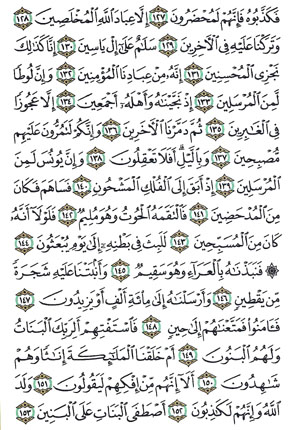 فَكَذَّبُوهُ فَإِنَّهُمْ لَمُحْضَرُونَ ١٢٧ إِلَّا عِبَادَ اللَّهِ الْمُخْلَصِينَ ١٢٨
وَتَرَكْنَا عَلَيْهِ فِي الْآخِرِينَ ١٢٩ سَلَامٌ عَلَىٰ إِلْ يَاسِينَ ١٣٠ إِنَّا كَذَٰلِكَ
نَجْزِي الْمُحْسِنِينَ ١٣١ إِنَّهُ مِنْ عِبَادِنَا الْمُؤْمِنِينَ ١٣٢ وَإِنَّ لُوطًا
لَّمِنَ الْمُرْسَلِينَ ١٣٣ إِذْ نَجَّيْنَاهُ وَأَهْلَهُ أَجْمَعِينَ ١٣٤ إِلَّا عَجُوزًا
فِي الْغَابِرِينَ ١٣٥ ثُمَّ دَمَّرْنَا الْآخَرِينَ ١٣٦ وَإِنَّكُمْ لَتَمُرُّونَ عَلَيْهِم
مُّصْبِحِينَ ١٣٧ وَبِاللَّيْلِ أَفَلَا تَعْقِلُونَ ١٣٨ وَإِنَّ يُونُسَ لَمِنَ
الْمُرْسَلِينَ ١٣٩ إِذْ أَبَقَ إِلَى الْفُلْكِ الْمَشْحُونِ ١٤٠ فَسَاهَمَ فَكَانَ
مِنَ الْمُدْحَضِينَ ١٤١ فَالْتَقَمَهُ الْحُوتُ وَهُوَ مُلِيمٌ ١٤٢ فَلَوْلَا أَنَّهُ
كَانَ مِنَ الْمُسَبِّحِينَ ١٤٣ لَلَبِثَ فِي بَطْنِهِ إِلَىٰ يَوْمِ يُبْعَثُونَ ١٤٤
۞ فَنَبَذْنَاهُ بِالْعَرَاءِ وَهُوَ سَقِيمٌ ١٤٥ وَأَنبَتْنَا عَلَيْهِ شَجَرَةً
مِّن يَقْطِينٍ ١٤٦ وَأَرْسَلْنَاهُ إِلَىٰ مِائَةِ أَلْفٍ أَوْ يَزِيدُونَ ١٤٧
فَآمَنُوا فَمَتَّعْنَاهُمْ إِلَىٰ حِينٍ ١٤٨ فَاسْتَفْتِهِمْ أَلِرَبِّكَ الْبَنَاتُ
وَلَهُمُ الْبَنُونَ ١٤٩ أَمْ خَلَقْنَا الْمَلَائِكَةَ إِنَاثًا وَهُمْ
شَاهِدُونَ ١٥٠ أَلَا إِنَّهُم مِّنْ إِفْكِهِمْ لَيَقُولُونَ ١٥١ وَلَدَ
اللَّهُ وَإِنَّهُمْ لَكَاذِبُونَ ١٥٢ أَصْطَفَى الْبَنَاتِ عَلَى الْبَنِينَ ١٥٣